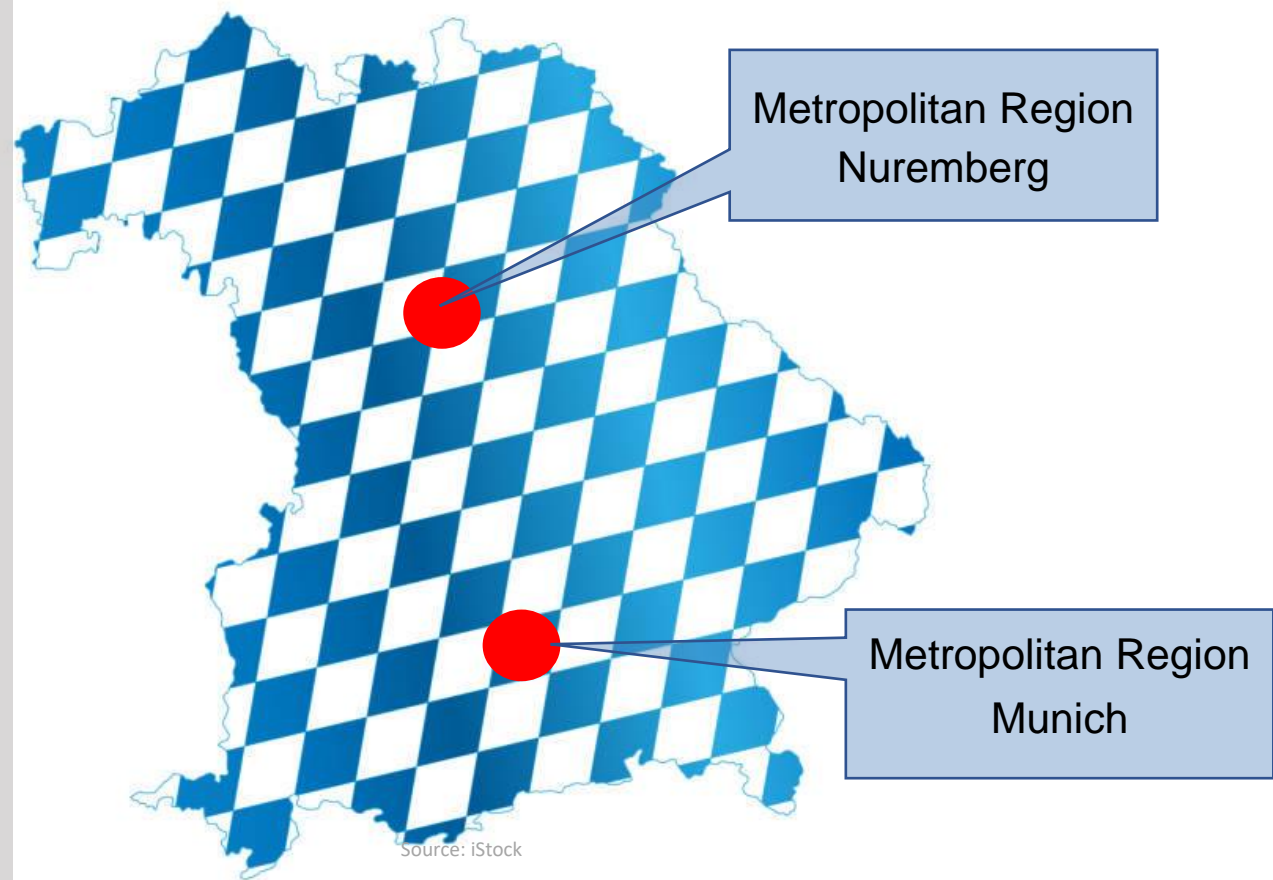 Metropolitan Region
Nuremberg
Metropolitan Region
Munich
Source: iStock